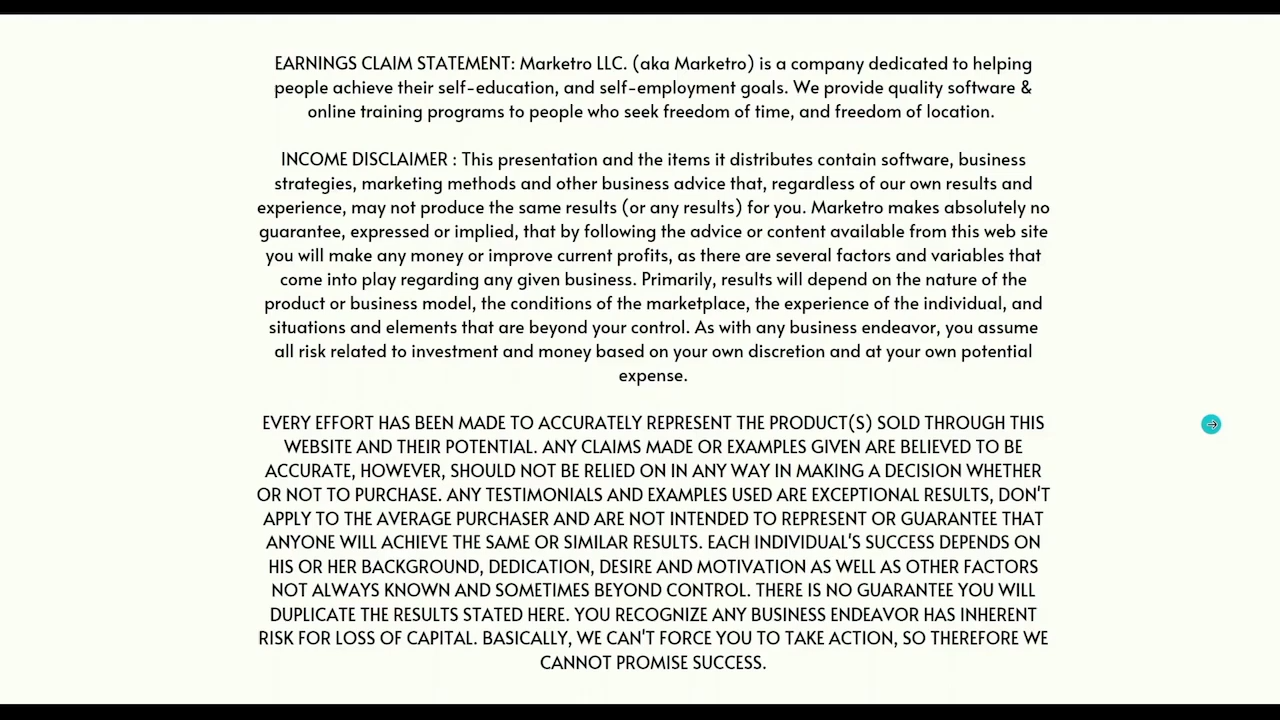 EARNINGS CLAIM STATEMENT: Marketro LLC. (aka Marketro) is a company dedicated to helping
people achieve their self-education, and self-employment goals. We provide quality software &
online training programs to people who seek freedom of time, and freedom of location.
INCOME DISCLAIMER : This presentation and the items it distributes contain software, business
strategies, marketing methods and other business advice that, regardless of our own results and
experience, may not produce the same results (or any results) for you. Marketro makes absolutely no
guarantee, expressed or implied, that by following the advice or content available from this web site
you will make any money or improve current profits, as there are several factors and variables that
come into play regarding any given business. Primarily, results will depend on the nature of the
product or business model, the conditions of the marketplace, the experience of the individual, and
situations and elements that are beyond your control. As with any business endeavor, you assume
all risk related to investment and money based on your own discretion and at your own potential
expense.
EVERY EFFORT HAS BEEN MADE TO ACCURATELY REPRESENT THE PRODUCT(S) SOLD THROUGH THIS
WEBSITE AND THEIR POTENTIAL. ANY CLAIMS MADE OR EXAMPLES GIVEN ARE BELIEVED TO BE
ACCURATE, HOWEVER, SHOULD NOT BE RELIED ON IN ANY WAY IN MAKING A DECISION WHETHER
OR NOT TO PURCHASE. ANY TESTIMONIALS AND EXAMPLES USED ARE EXCEPTIONAL RESULTS, DON'T
APPLY TO THE AVERAGE PURCHASER AND ARE NOT INTENDED TO REPRESENT OR GUARANTEE THAT
ANYONE WILL ACHIEVE THE SAME OR SIMILAR RESULTS. EACH INDIVIDUAL'S SUCCESS DEPENDS ON
HIS OR HER BACKGROUND, DEDICATION, DESIRE AND MOTIVATION AS WELL AS OTHER FACTORS
NOT ALWAYS KNOWN AND SOMETIMES BEYOND CONTROL. THERE IS NO GUARANTEE YOU WILL
DUPLICATE THE RESULTS STATED HERE. YOU RECOGNIZE ANY BUSINESS ENDEAVOR HAS INHERENT
RISK FOR LOSS OF CAPITAL. BASICALLY, WE CAN'T FORCE YOU TO TAKE ACTION, SO THEREFORE WE
CANNOT PROMISE SUCCESS.